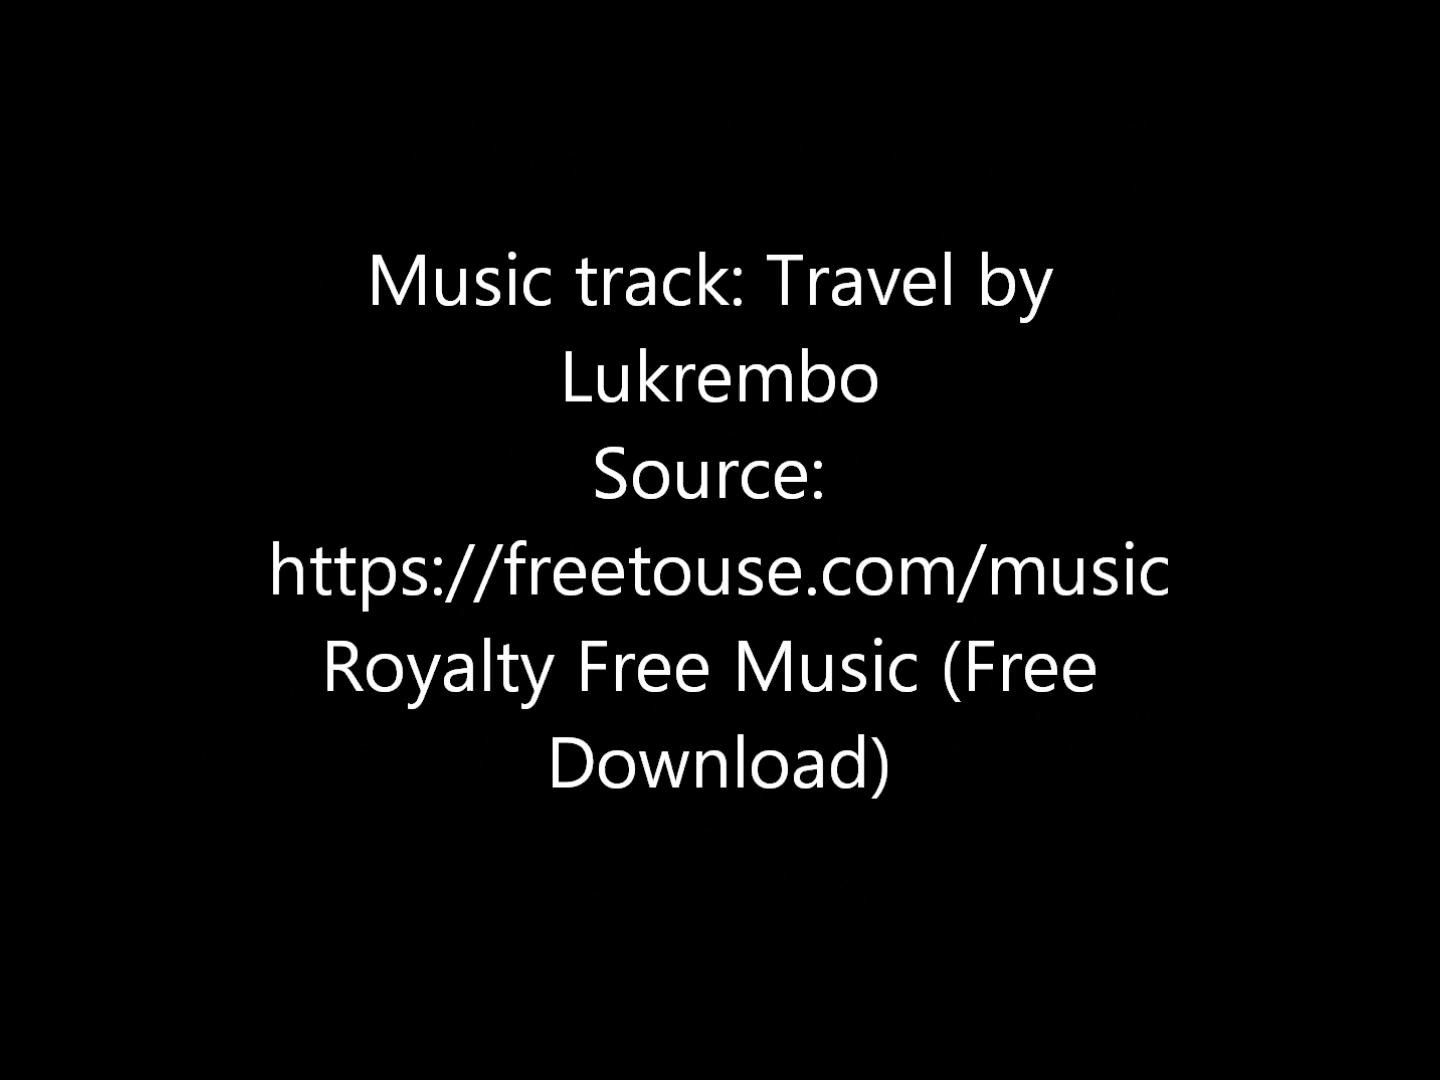 Music track: Travel by
Lukrembo
Source:
https://freetouse.com/music
Royalty Free Music (Free
Download)